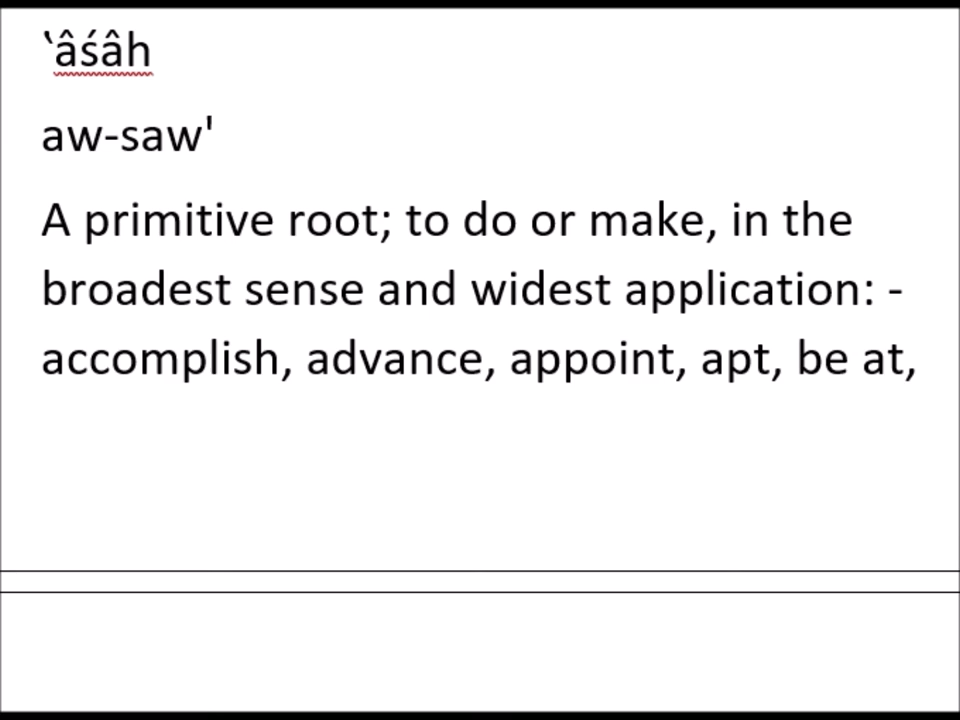 ‛âśâh
aw-saw'
A primitive root; to do or make, in the
broadest sense and widest application: -
accomplish, advance, appoint, apt, be at,